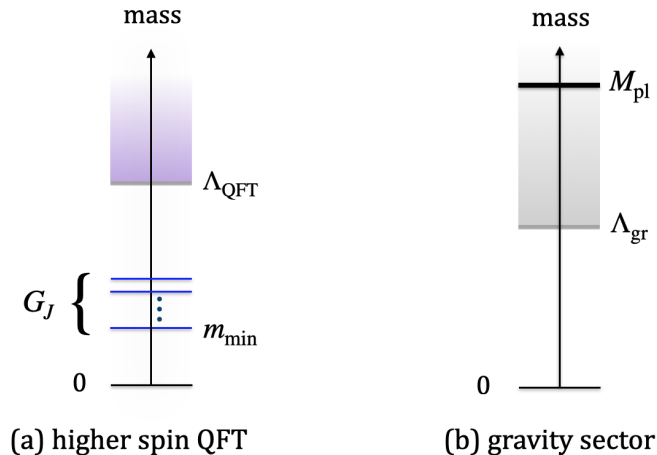 mass
Λ_QFT
G_J {
m_min
0
(a) higher spin QFT
mass
M_pl
Λ_gr
0
(b) gravity sector